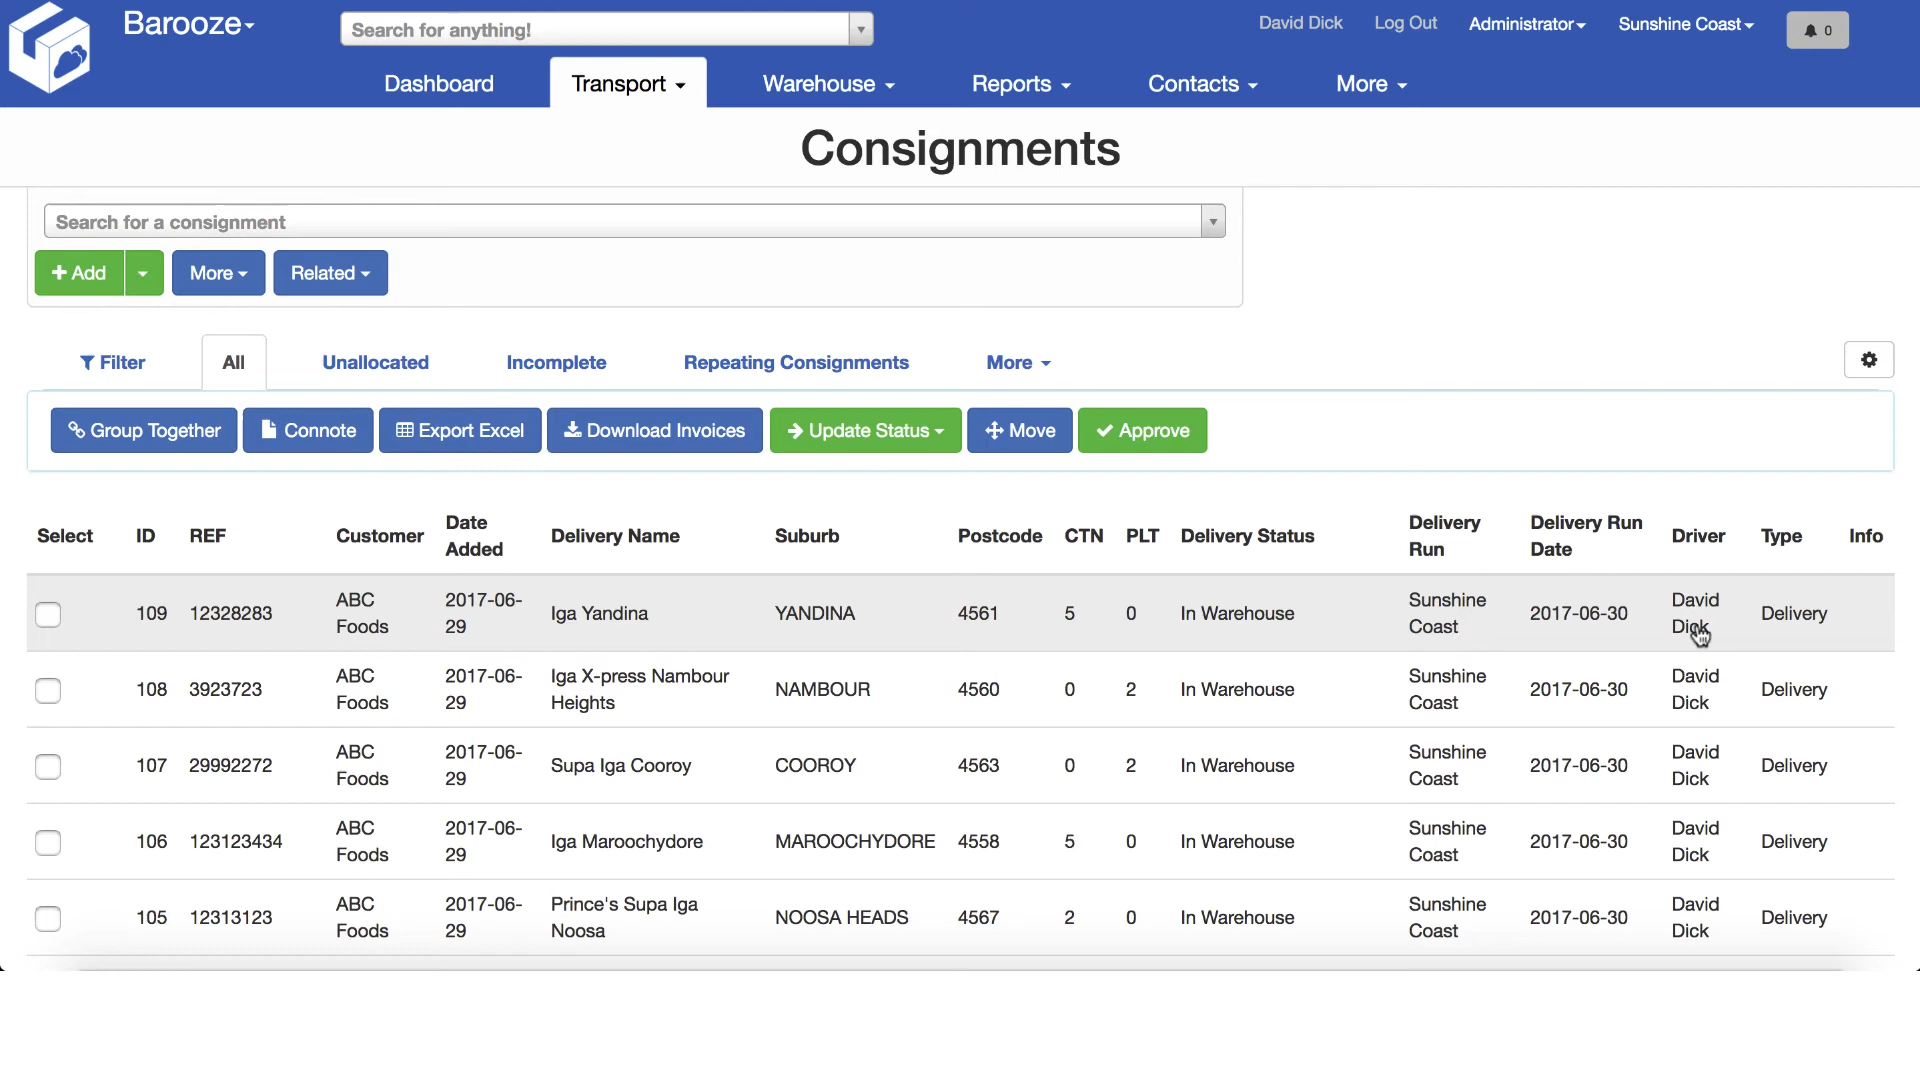 Barooze
Search for anything!
David Dick
Log Out
Administrator
Sunshine Coast
0
Dashboard
Transport
Warehouse
Reports
Contacts
More
Consignments
Search for a consignment
Add
More
Related
Filter
All
Unallocated
Incomplete
Repeating Consignments
More
Group Together
Connote
Export Excel
Download Invoices
Update Status
Move
Approve
Select ID REF Customer Date Added Delivery Name Suburb Postcode CTN PLT Delivery Status Delivery Run Delivery Run Date Driver Type Info
109 12328283 ABC Foods 2017-06-29 Iga Yandina YANDINA 4561 5 0 In Warehouse Sunshine Coast 2017-06-30 David Dick Delivery
108 3923723 ABC Foods 2017-06-29 Iga X-press Nambour Heights NAMBOUR 4560 0 2 In Warehouse Sunshine Coast 2017-06-30 David Dick Delivery
107 29992272 ABC Foods 2017-06-29 Supa Iga Cooroy COOROY 4563 0 2 In Warehouse Sunshine Coast 2017-06-30 David Dick Delivery
106 123123434 ABC Foods 2017-06-29 Iga Maroochydore MAROOCHYDORE 4558 5 0 In Warehouse Sunshine Coast 2017-06-30 David Dick Delivery
105 12313123 ABC Foods 2017-06-29 Prince's Supa Iga Noosa NOOSA HEADS 4567 2 0 In Warehouse Sunshine Coast 2017-06-30 David Dick Delivery